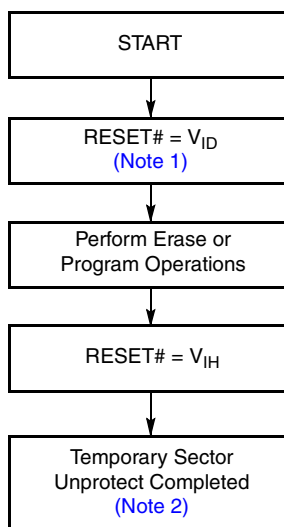 START
RESET# = VID
(Note 1)
Perform Erase or
Program Operations
RESET# = VIH
Temporary Sector
Unprotect Completed
(Note 2)